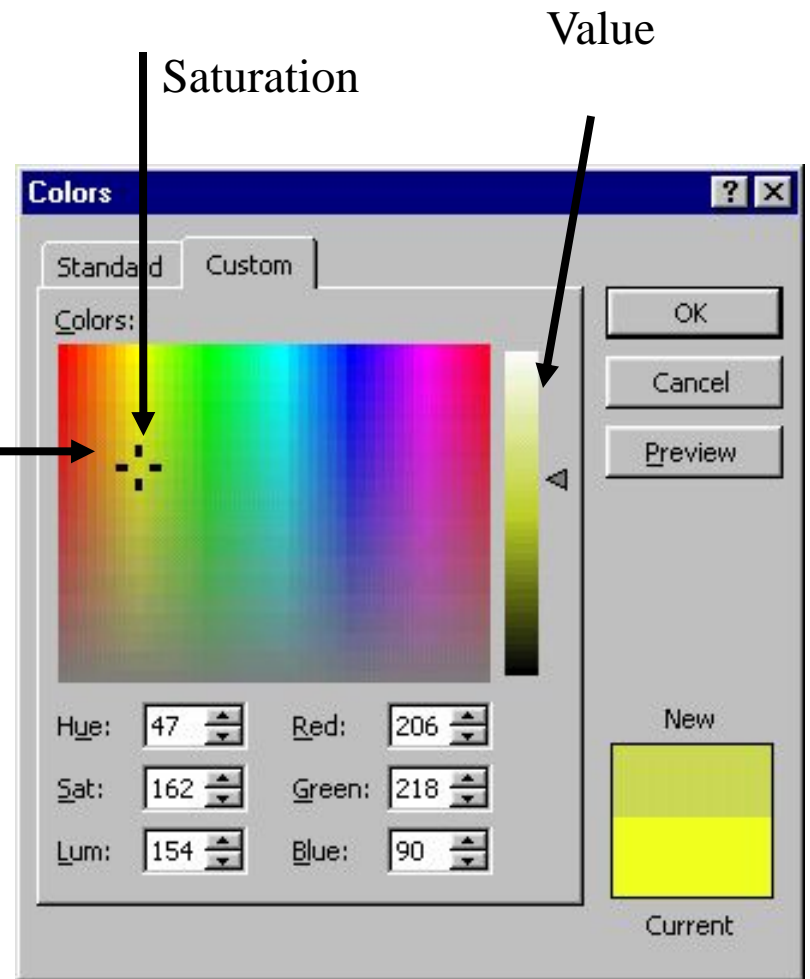 Value
Saturation
Colors
?
Standard Custom
Colors:
OK
Cancel
Preview
Hue: 47 Red: 206
Sat: 162 Green: 218
Lum: 154 Blue: 90
New
Current